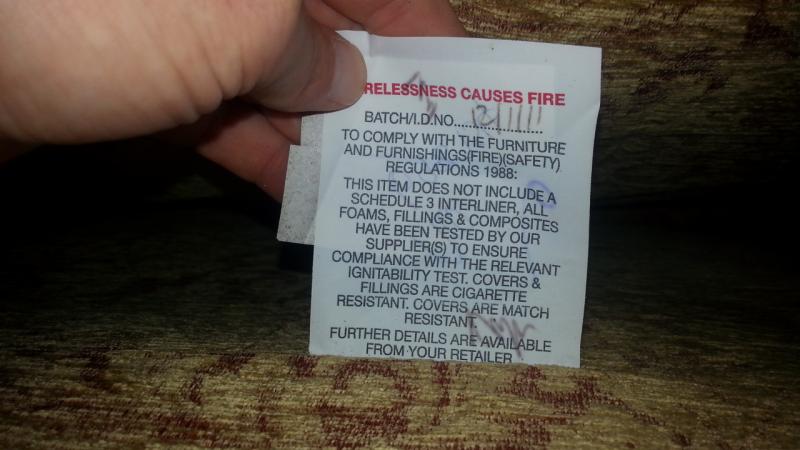 RELESSNESS CAUSES FIRE
BATCH/I.D.NO.......................... 12/11/11
TO COMPLY WITH THE FURNITURE
AND FURNISHINGS(FIRE)(SAFETY)
REGULATIONS 1988:
THIS ITEM DOES NOT INCLUDE A
SCHEDULE 3 INTERLINER, ALL
FOAMS, FILLINGS & COMPOSITES
HAVE BEEN TESTED BY OUR
SUPPLIER(S) TO ENSURE
COMPLIANCE WITH THE RELEVANT
IGNITABILITY TEST. COVERS &
FILLINGS ARE CIGARETTE
RESISTANT. COVERS ARE MATCH
RESISTANT.
FURTHER DETAILS ARE AVAILABLE
FROM YOUR RETAILER